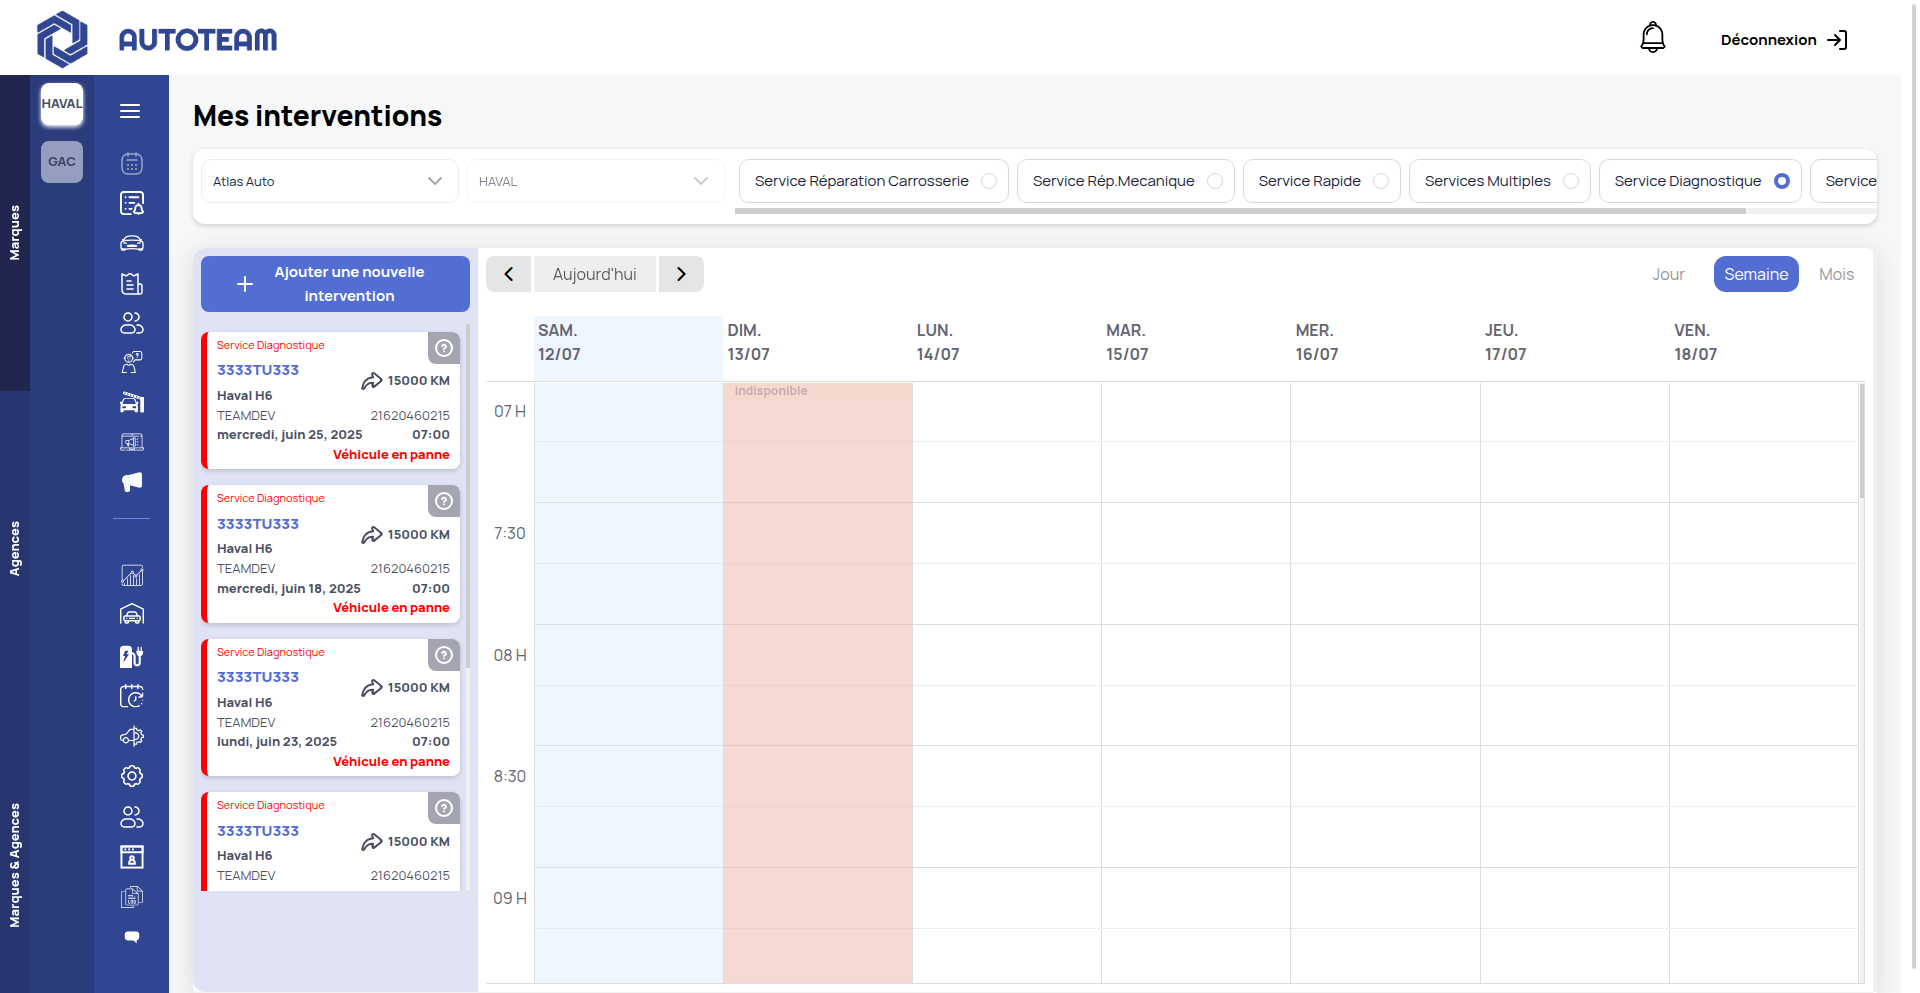 AUTOTEAM
Déconnexion
Marques
Agences
Marques & Agences
HAVAL
GAC
Mes interventions
Atlas Auto
HAVAL
Service Réparation Carrosserie
Service Rép.Mecanique
Service Rapide
Services Multiples
Service Diagnostique
Service
Ajouter une nouvelle
intervention
Service Diagnostique
3333TU333
15000 KM
Haval H6
TEAMDEV 21620460215
mercredi, juin 25, 2025 07:00
Véhicule en panne
Service Diagnostique
3333TU333
15000 KM
Haval H6
TEAMDEV 21620460215
mercredi, juin 18, 2025 07:00
Véhicule en panne
Service Diagnostique
3333TU333
15000 KM
Haval H6
TEAMDEV 21620460215
lundi, juin 23, 2025 07:00
Véhicule en panne
Service Diagnostique
3333TU333
15000 KM
Haval H6
TEAMDEV 21620460215
Aujourd'hui
Jour Semaine Mois
SAM. DIM. LUN. MAR. MER. JEU. VEN.
12/07 13/07 14/07 15/07 16/07 17/07 18/07
indisponible
07 H
7:30
08 H
8:30
09 H